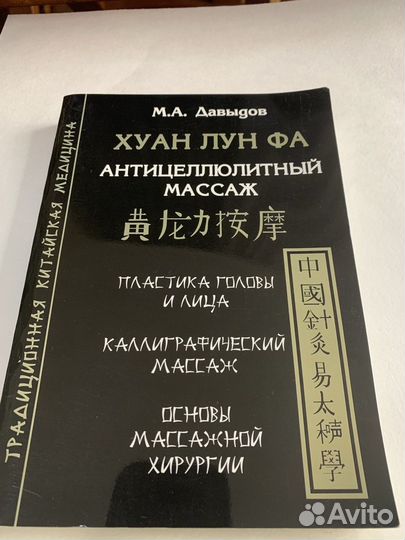 М.А. Давыдов
ХУАН ЛУН ФА
АНТИЦЕЛЛЮЛИТНЫЙ
МАССАЖ
黄龙力按摩
ПЛАСТИКА ГОЛОВЫ
И ЛИЦА
КАЛЛИГРАФИЧЕСКИЙ
МАССАЖ
ОСНОВЫ
МАССАЖНОЙ
ХИРУРГИИ
ТРАДИЦИОННАЯ КИТАЙСКАЯ МЕДИЦИНА
中國針灸易太學
Avito